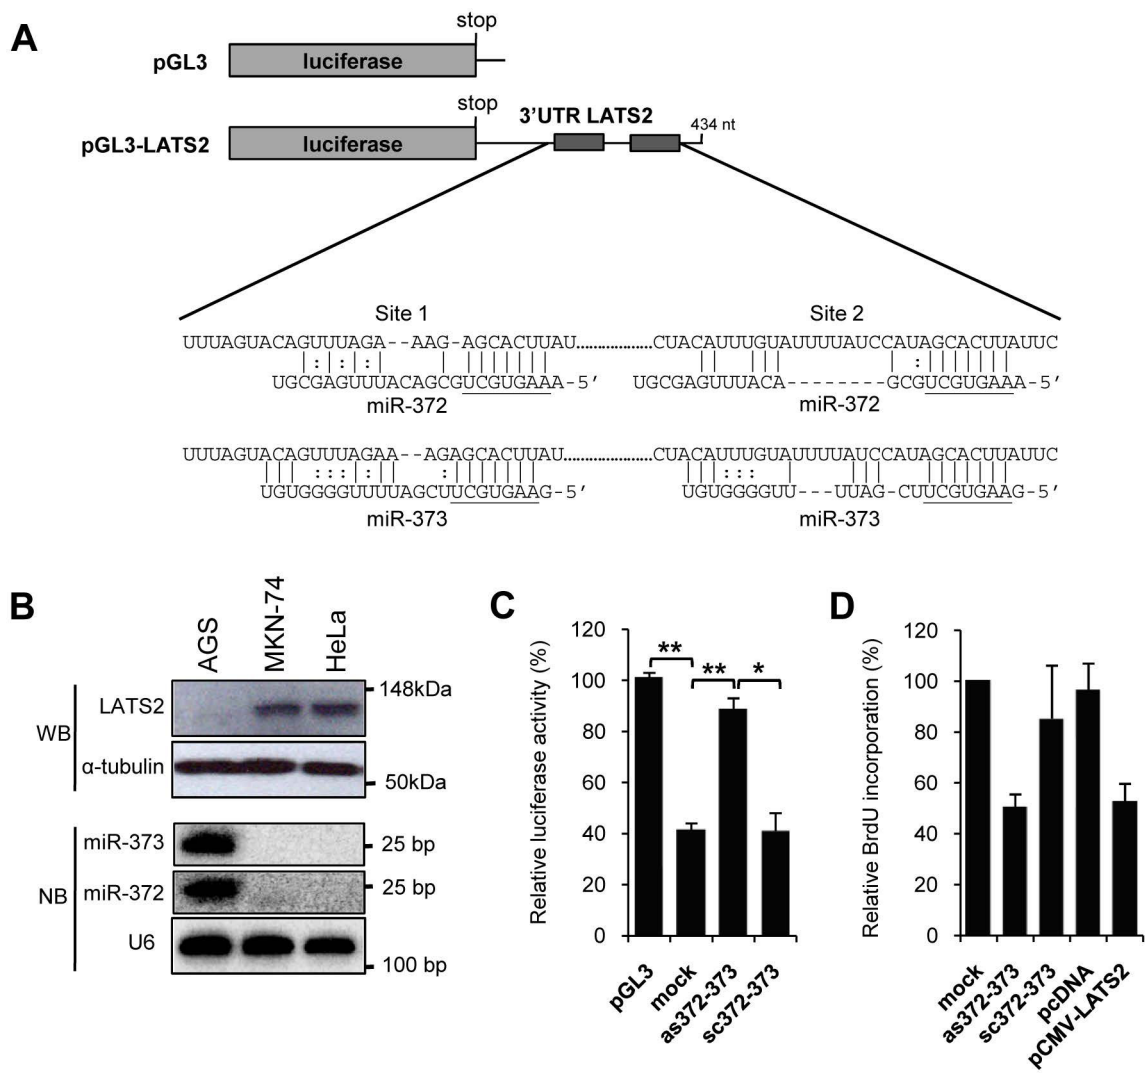 A
stop
pGL3
luciferase
stop
3'UTR LATS2
434 nt
pGL3-LATS2
luciferase
Site 1
Site 2
UUUAGUACAGUUUAGA--AAG-AGCACUUAU................CUACAUUUGUAUUUUAUCCAUAGCACUUAUUC
UGCGAGUUUACAGCGUCGUGAAA-5'
UGCGAGUUUACA--------GCGUCGUGAAA-5'
miR-372
miR-372
UUUAGUACAGUUUAGAA--AGAGCACUUAU................CUACAUUUGUAUUUUAUCCAUAGCACUUAUUC
UGUGGGGUUUUAGCUUCGUGAAG-5'
UGUGGGGUU---UUAG-CUUCGUGAAG-5'
miR-373
miR-373
B
AGS
MKN-74
HeLa
WB
LATS2
148kDa
α-tubulin
50kDa
NB
miR-373
25 bp
miR-372
25 bp
U6
100 bp
C
Relative luciferase activity (%)
120
100
80
60
40
20
0
**
**
*
pGL3
mock
as372-373
sc372-373
D
Relative BrdU incorporation (%)
120
100
80
60
40
20
0
mock
as372-373
sc372-373
pcDNA
pCMV-LATS2